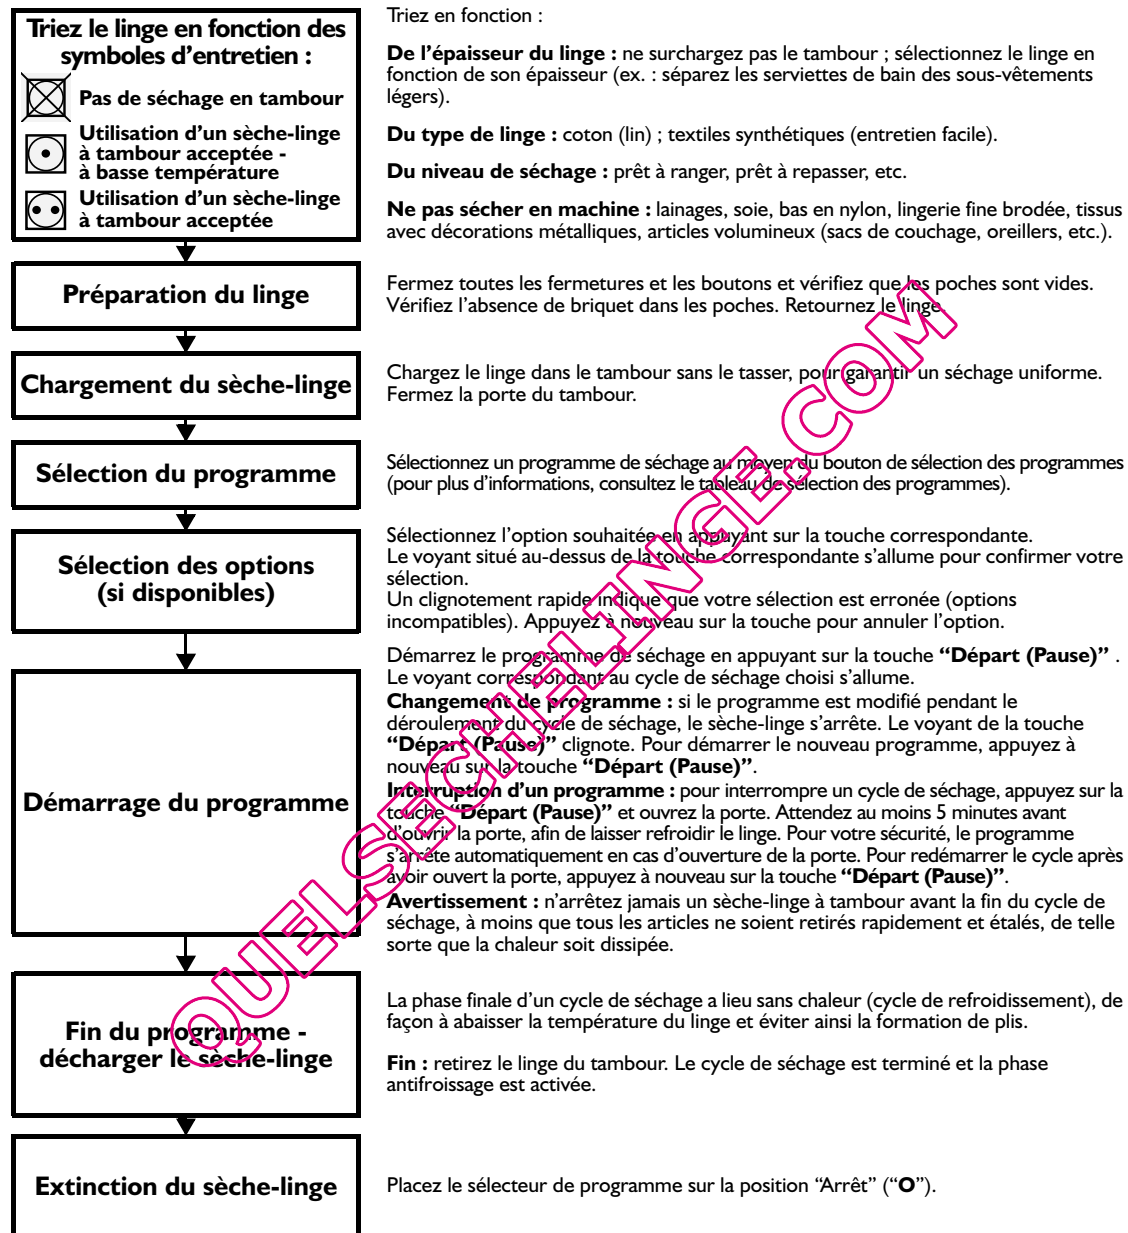 Triez le linge en fonction des
symboles d'entretien :
Pas de séchage en tambour
Utilisation d'un sèche-linge
à tambour acceptée -
à basse température
Utilisation d'un sèche-linge
à tambour acceptée
Triez en fonction :
De l'épaisseur du linge : ne surchargez pas le tambour ; sélectionnez le linge en
fonction de son épaisseur (ex. : séparez les serviettes de bain des sous-vêtements
légers).
Du type de linge : coton (lin) ; textiles synthétiques (entretien facile).
Du niveau de séchage : prêt à ranger, prêt à repasser, etc.
Ne pas sécher en machine : lainages, soie, bas en nylon, lingerie fine brodée, tissus
avec décorations métalliques, articles volumineux (sacs de couchage, oreillers, etc.).
Préparation du linge
Fermez toutes les fermetures et les boutons et vérifiez que les poches sont vides.
Vérifiez l'absence de briquet dans les poches. Retournez le linge.
Chargement du sèche-linge
Chargez le linge dans le tambour sans le tasser, pour garantir un séchage uniforme.
Fermez la porte du tambour.
Sélection du programme
Sélectionnez un programme de séchage au moyen du bouton de sélection des programmes
(pour plus d'informations, consultez le tableau de sélection des programmes).
Sélection des options
(si disponibles)
Sélectionnez l'option souhaitée en appuyant sur la touche correspondante.
Le voyant situé au-dessus de la touche correspondante s'allume pour confirmer votre
sélection.
Un clignotement rapide indique que votre sélection est erronée (options
incompatibles). Appuyez à nouveau sur la touche pour annuler l'option.
Démarrage du programme
Démarrez le programme de séchage en appuyant sur la touche "Départ (Pause)" .
Le voyant correspondant au cycle de séchage choisi s'allume.
Changement de programme : si le programme est modifié pendant le
déroulement du cycle de séchage, le sèche-linge s'arrête. Le voyant de la touche
"Départ (Pause)" clignote. Pour démarrer le nouveau programme, appuyez à
nouveau sur la touche "Départ (Pause)".
Interruption d'un programme : pour interrompre un cycle de séchage, appuyez sur la
touche "Départ (Pause)" et ouvrez la porte. Attendez au moins 5 minutes avant
d'ouvrir la porte, afin de laisser refroidir le linge. Pour votre sécurité, le programme
s'arrête automatiquement en cas d'ouverture de la porte. Pour redémarrer le cycle après
avoir ouvert la porte, appuyez à nouveau sur la touche "Départ (Pause)".
Avertissement : n'arrêtez jamais un sèche-linge à tambour avant la fin du cycle de
séchage, à moins que tous les articles ne soient retirés rapidement et étalés, de telle
sorte que la chaleur soit dissipée.
Fin du programme -
décharger le sèche-linge
La phase finale d'un cycle de séchage a lieu sans chaleur (cycle de refroidissement), de
façon à abaisser la température du linge et éviter ainsi la formation de plis.
Fin : retirez le linge du tambour. Le cycle de séchage est terminé et la phase
antifroissage est activée.
Extinction du sèche-linge
Placez le sélecteur de programme sur la position "Arrêt" ("O").
QUELSECHELINGE.COM